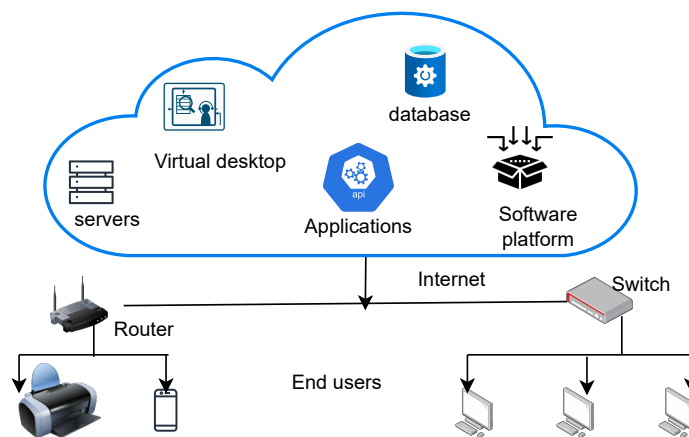 database
Virtual desktop
api
servers
Applications
Software
platform
Internet
Switch
Router
End users